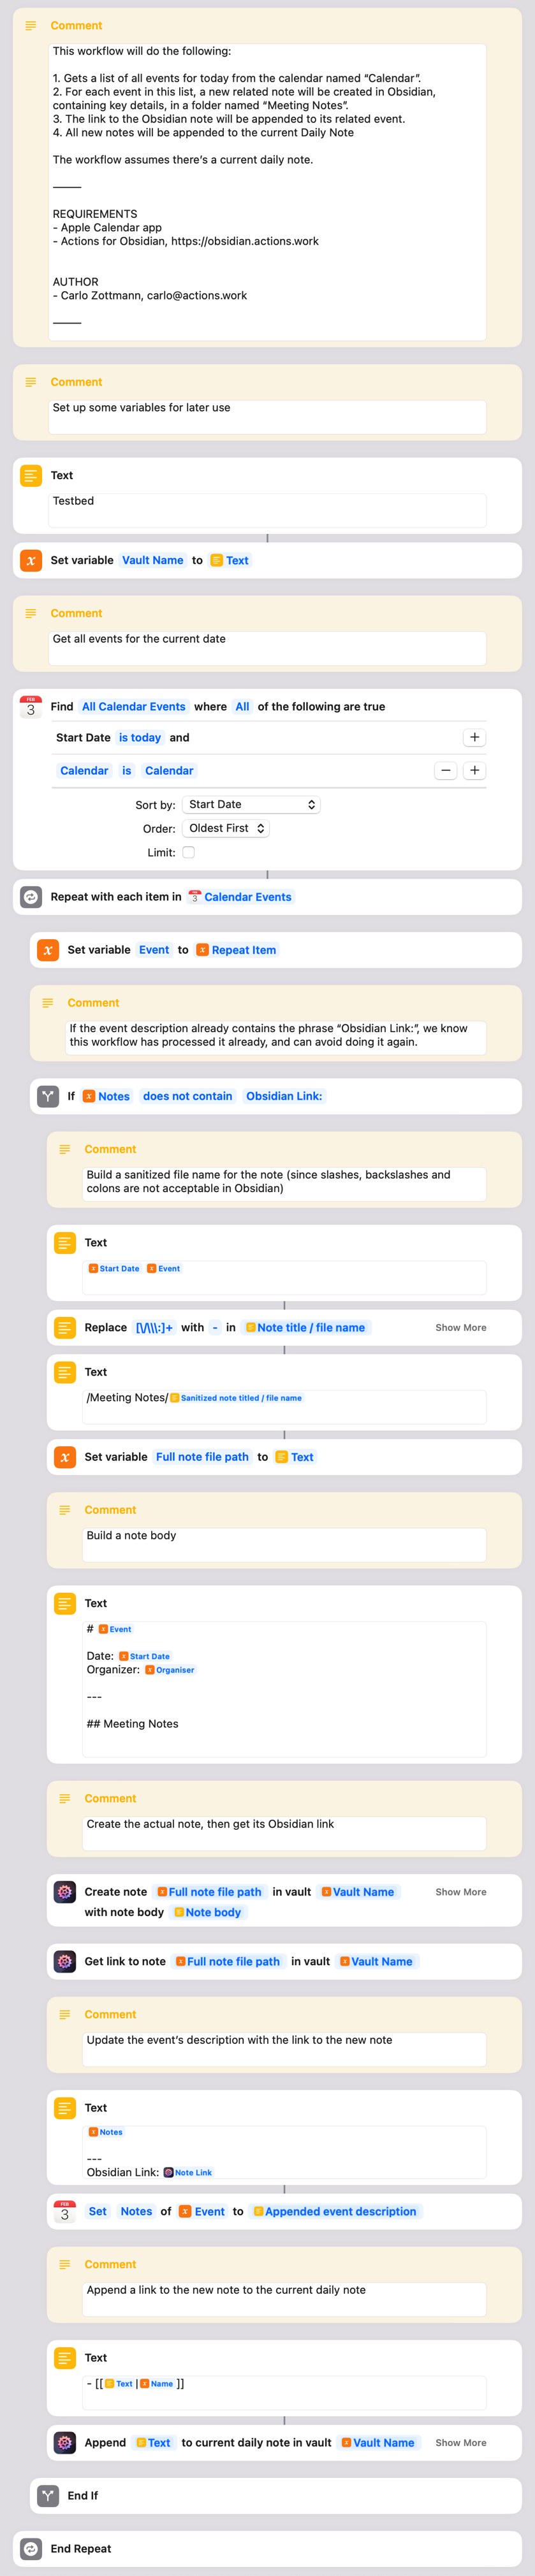 Comment
This workflow will do the following:
1. Gets a list of all events for today from the calendar named “Calendar”.
2. For each event in this list, a new related note will be created in Obsidian,
containing key details, in a folder named “Meeting Notes”.
3. The link to the Obsidian note will be appended to its related event.
4. All new notes will be appended to the current Daily Note
The workflow assumes there’s a current daily note.
———
REQUIREMENTS
- Apple Calendar app
- Actions for Obsidian, https://obsidian.actions.work
AUTHOR
- Carlo Zottmann, carlo@actions.work
———
Comment
Set up some variables for later use
Text
Testbed
Set variable Vault Name to Text
Comment
Get all events for the current date
FEB
3
Find All Calendar Events where All of the following are true
Start Date is today and
Calendar is Calendar
Sort by: Start Date
Order: Oldest First
Limit:
Repeat with each item in Calendar Events
Set variable Event to Repeat Item
Comment
If the event description already contains the phrase “Obsidian Link:”, we know
this workflow has processed it already, and can avoid doing it again.
If Notes does not contain Obsidian Link:
Comment
Build a sanitized file name for the note (since slashes, backslashes and
colons are not acceptable in Obsidian)
Text
Start Date Event
Replace [\/\\\:]+ with - in Note title / file name Show More
Text
/Meeting Notes/ Sanitized note titled / file name
Set variable Full note file path to Text
Comment
Build a note body
Text
# Event
Date: Start Date
Organizer: Organiser
---
## Meeting Notes
Comment
Create the actual note, then get its Obsidian link
Create note Full note file path in vault Vault Name Show More
with note body Note body
Get link to note Full note file path in vault Vault Name
Comment
Update the event’s description with the link to the new note
Text
Notes
---
Obsidian Link: Note Link
FEB
3
Set Notes of Event to Appended event description
Comment
Append a link to the new note to the current daily note
Text
- [[ Text | Name ]]
Append Text to current daily note in vault Vault Name Show More
End If
End Repeat